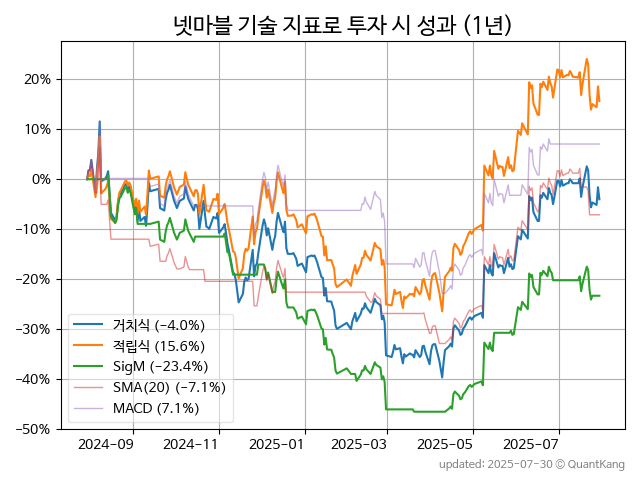 넷마블 기술 지표로 투자 시 성과 (1년)
20%
10%
0%
−10%
−20%
−30%
−40%
−50%
거치식 (−4.0%)
적립식 (15.6%)
SigM (−23.4%)
SMA(20) (−7.1%)
MACD (7.1%)
2024-09
2024-11
2025-01
2025-03
2025-05
2025-07
updated: 2025-07-30 © QuantKang